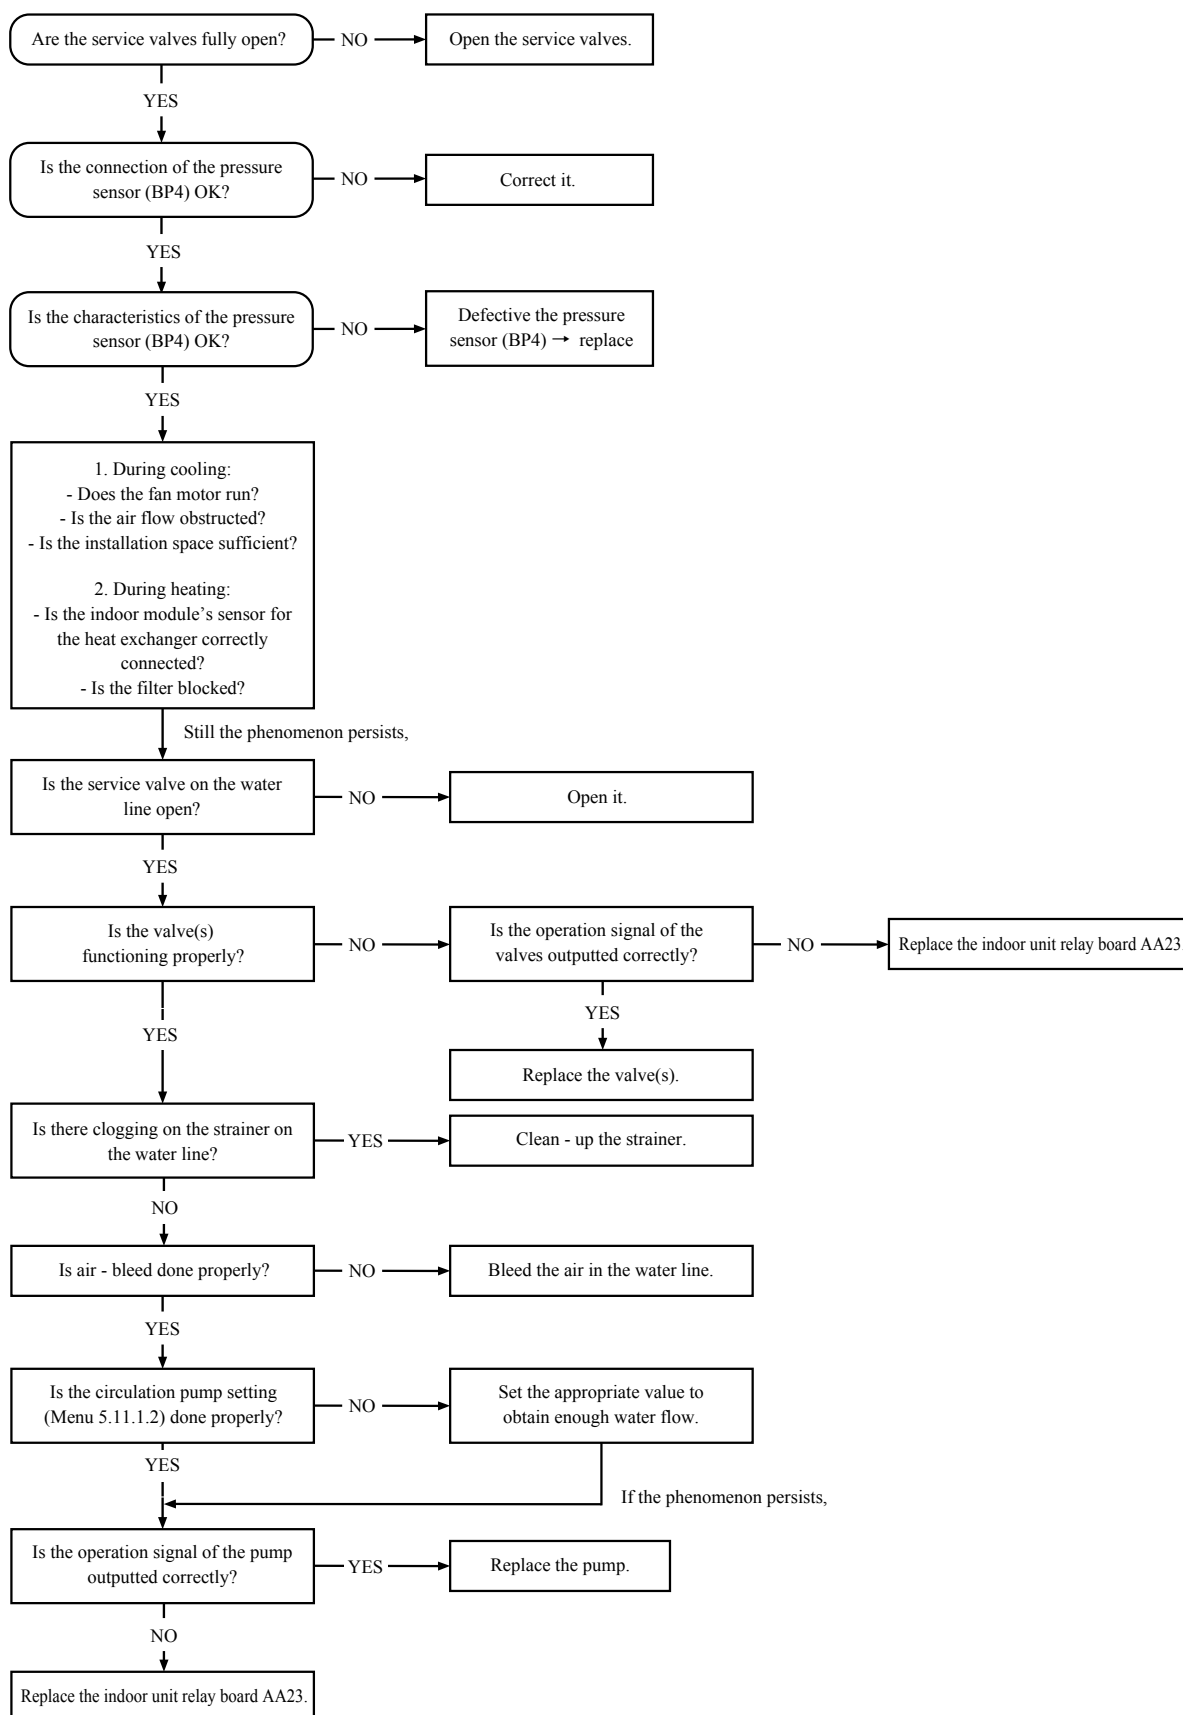 Are the service valves fully open?
NO
Open the service valves.
YES
Is the connection of the pressure
sensor (BP4) OK?
NO
Correct it.
YES
Is the characteristics of the pressure
sensor (BP4) OK?
NO
Defective the pressure
sensor (BP4) → replace
YES
1. During cooling:
- Does the fan motor run?
- Is the air flow obstructed?
- Is the installation space sufficient?
2. During heating:
- Is the indoor module’s sensor for
the heat exchanger correctly
connected?
- Is the filter blocked?
Still the phenomenon persists,
Is the service valve on the water
line open?
NO
Open it.
YES
Is the valve(s)
functioning properly?
NO
Is the operation signal of the
valves outputted correctly?
NO
Replace the indoor unit relay board AA23.
YES
Replace the valve(s).
YES
Is there clogging on the strainer on
the water line?
YES
Clean - up the strainer.
NO
Is air - bleed done properly?
NO
Bleed the air in the water line.
YES
Is the circulation pump setting
(Menu 5.11.1.2) done properly?
NO
Set the appropriate value to
obtain enough water flow.
YES
If the phenomenon persists,
Is the operation signal of the pump
outputted correctly?
YES
Replace the pump.
NO
Replace the indoor unit relay board AA23.